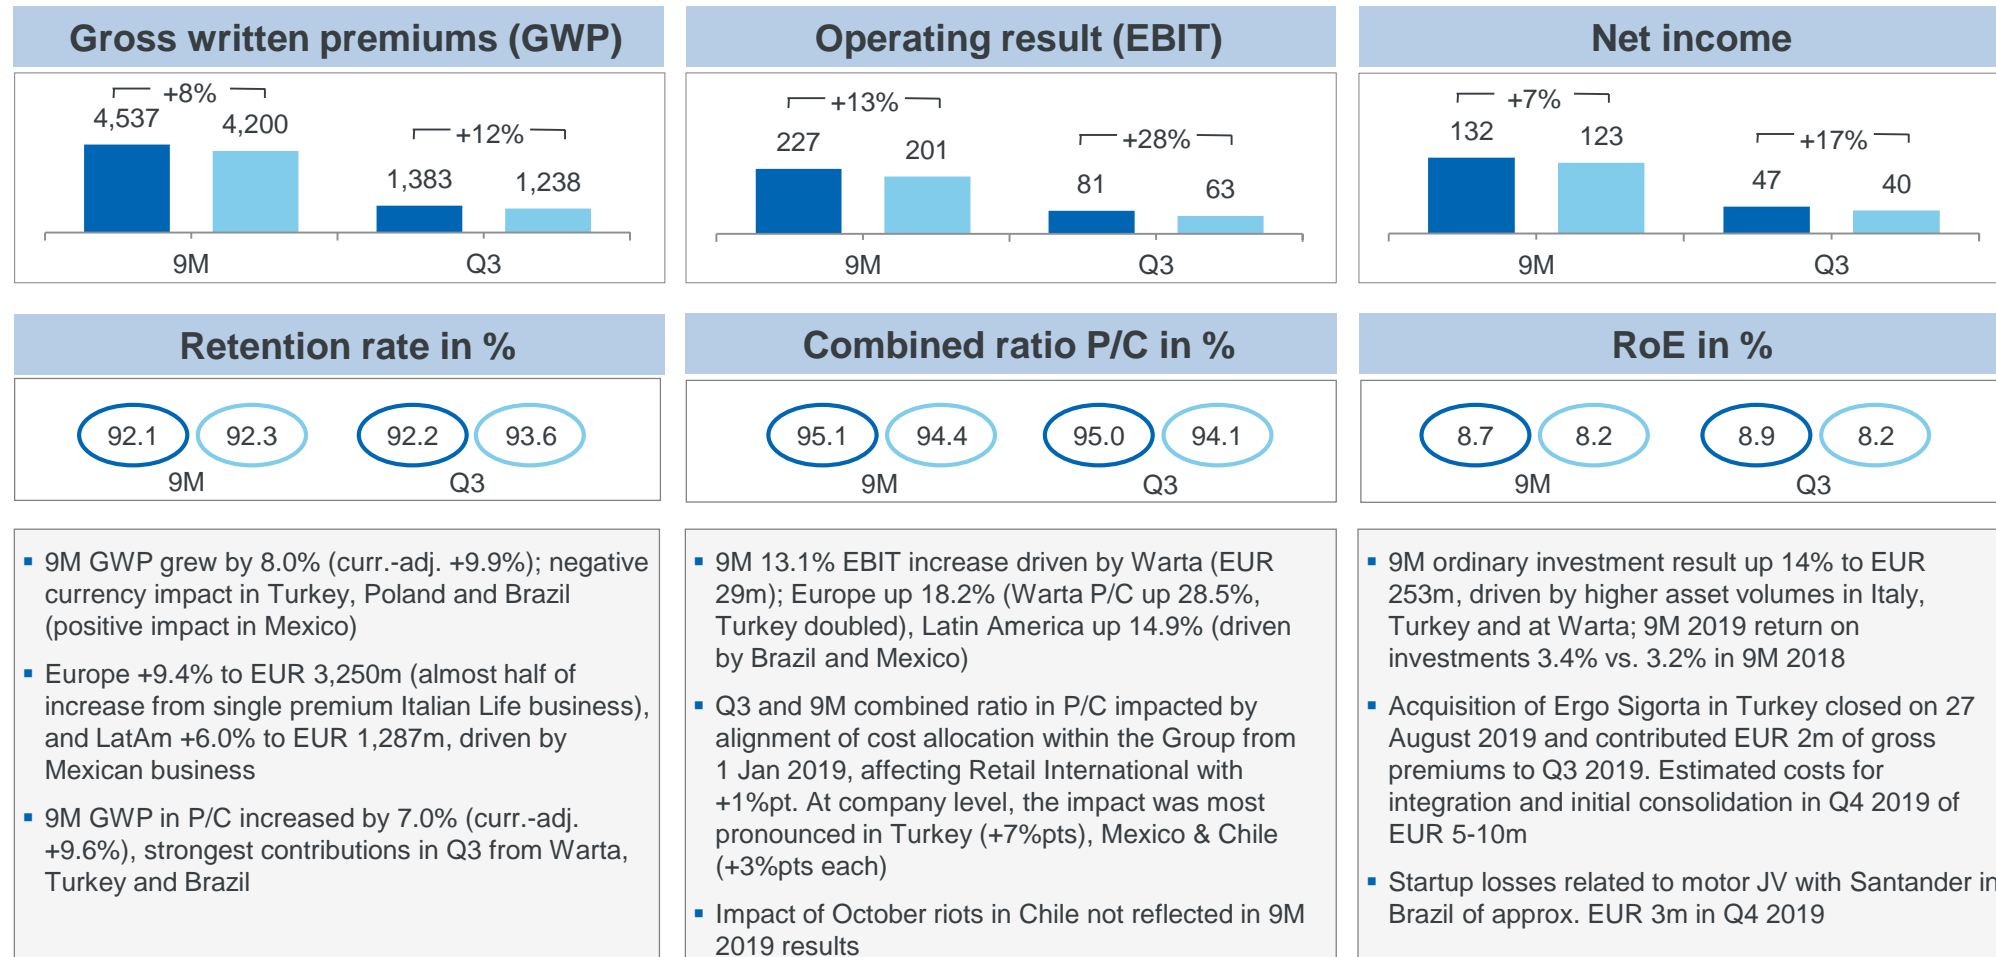 Gross written premiums (GWP)
+8%
4,537
4,200
+12%
1,383
1,238
9M
Q3
Operating result (EBIT)
+13%
227
201
+28%
81
63
9M
Q3
Net income
+7%
132
123
+17%
47
40
9M
Q3
Retention rate in %
92.1
92.3
92.2
93.6
9M
Q3
Combined ratio P/C in %
95.1
94.4
95.0
94.1
9M
Q3
RoE in %
8.7
8.2
8.9
8.2
9M
Q3
▪ 9M GWP grew by 8.0% (curr.-adj. +9.9%); negative
currency impact in Turkey, Poland and Brazil
(positive impact in Mexico)
▪ Europe +9.4% to EUR 3,250m (almost half of
increase from single premium Italian Life business),
and LatAm +6.0% to EUR 1,287m, driven by
Mexican business
▪ 9M GWP in P/C increased by 7.0% (curr.-adj.
+9.6%), strongest contributions in Q3 from Warta,
Turkey and Brazil
▪ 9M 13.1% EBIT increase driven by Warta (EUR
29m); Europe up 18.2% (Warta P/C up 28.5%,
Turkey doubled), Latin America up 14.9% (driven
by Brazil and Mexico)
▪ Q3 and 9M combined ratio in P/C impacted by
alignment of cost allocation within the Group from
1 Jan 2019, affecting Retail International with
+1%pt. At company level, the impact was most
pronounced in Turkey (+7%pts), Mexico & Chile
(+3%pts each)
▪ Impact of October riots in Chile not reflected in 9M
2019 results
▪ 9M ordinary investment result up 14% to EUR
253m, driven by higher asset volumes in Italy,
Turkey and at Warta; 9M 2019 return on
investments 3.4% vs. 3.2% in 9M 2018
▪ Acquisition of Ergo Sigorta in Turkey closed on 27
August 2019 and contributed EUR 2m of gross
premiums to Q3 2019. Estimated costs for
integration and initial consolidation in Q4 2019 of
EUR 5-10m
▪ Startup losses related to motor JV with Santander in
Brazil of approx. EUR 3m in Q4 2019